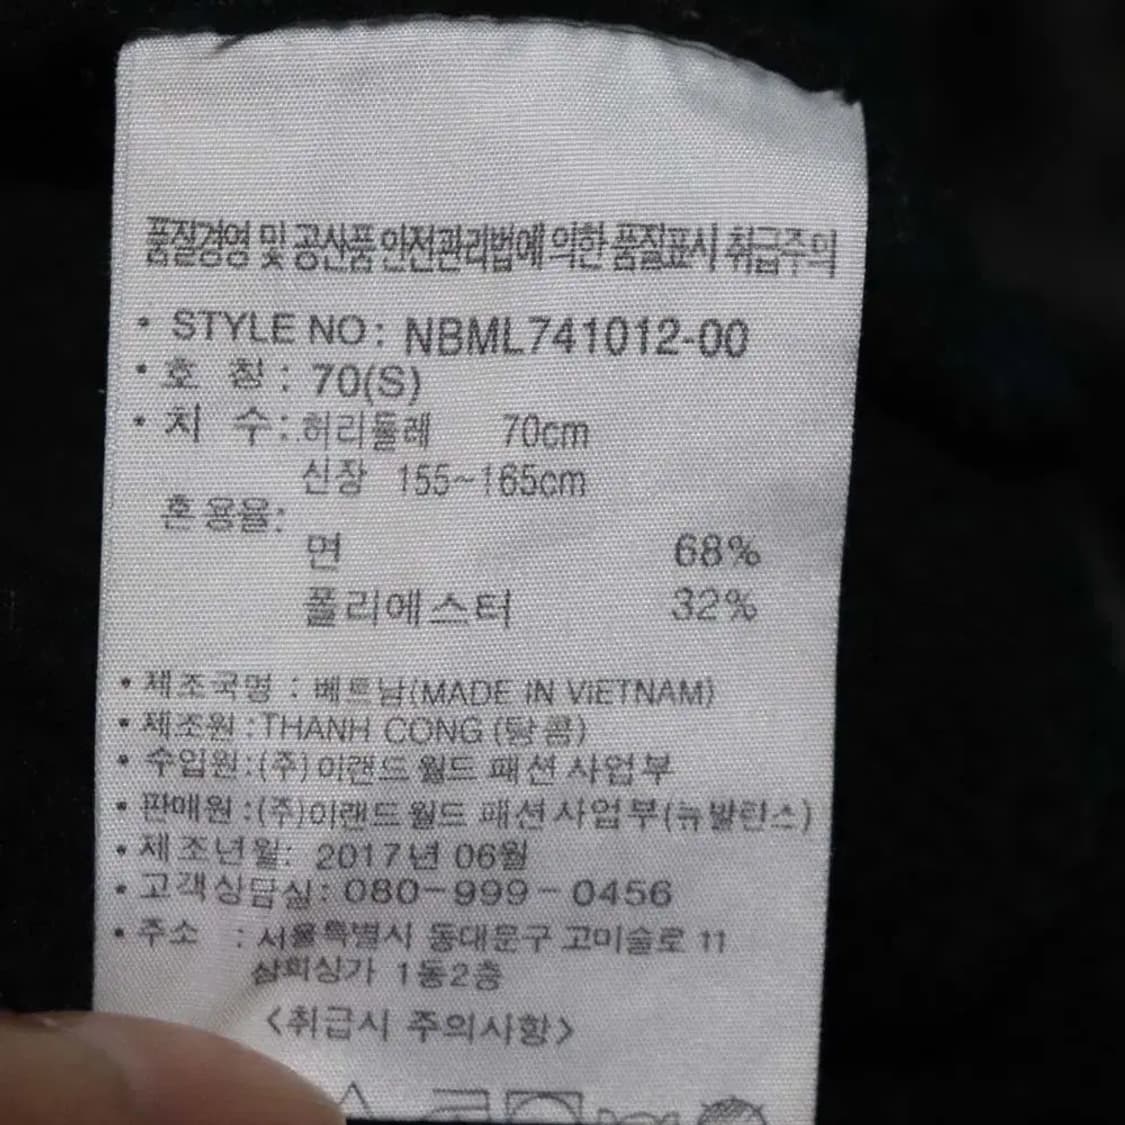 품질경영 및 공산품 안전관리법에 의한 품질표시 취급주의
• STYLE NO: NBML741012-00
• 호 칭 : 70(S)
• 치 수 : 허리둘레 70cm
신장 155~165cm
혼용율:
면 68%
폴리에스터 32%
• 제조국명 : 베트남(MADE iN ViETNAM)
• 제조원 : THANH CONG (탕콩)
• 수입원 : (주)이랜드월드 패션사업부
• 판매원 : (주)이랜드월드 패션사업부(뉴발란스)
• 제조년월: 2017년 06월
• 고객상담실: 080-999-0456
• 주소 : 서울특별시 동대문구 고미술로 11
삼희상가 1동2층
<취급시 주의사항>